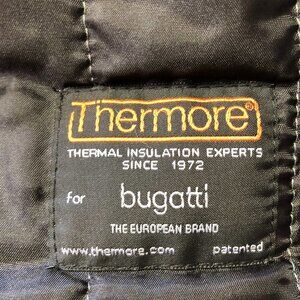 Thermore®
THERMAL INSULATION EXPERTS
SINCE 1972
for bugatti
THE EUROPEAN BRAND
www.thermore.com patented